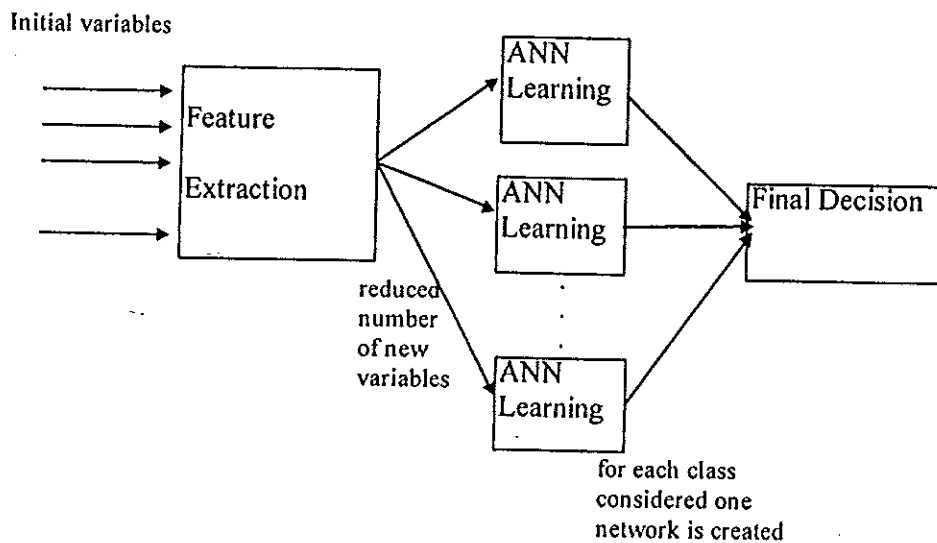 Initial variables
Feature
Extraction
ANN
Learning
ANN
Learning
.
.
.
ANN
Learning
reduced
number
of new
variables
for each class
considered one
network is created
Final Decision